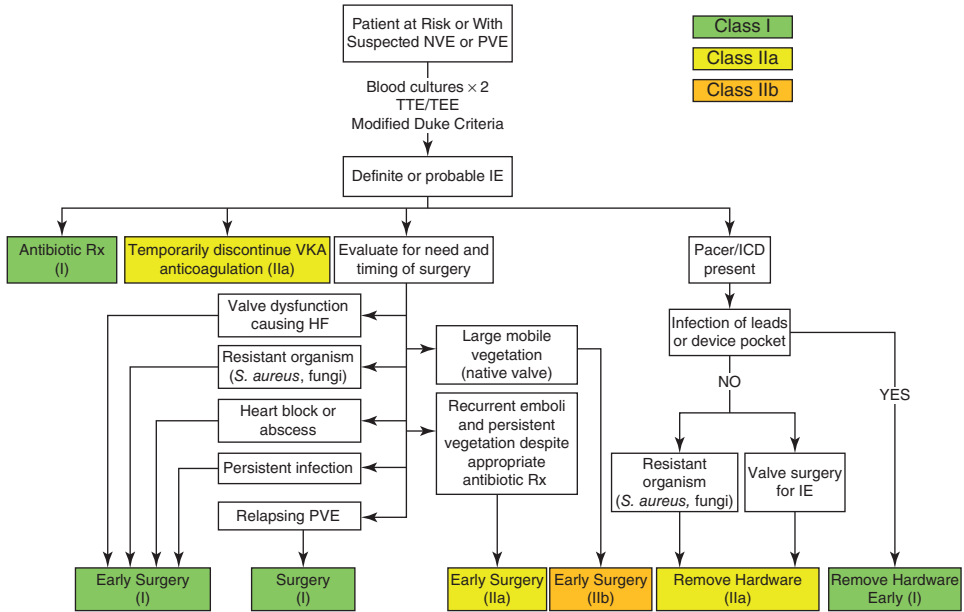 Patient at Risk or With
Suspected NVE or PVE
Class I
Class IIa
Class IIb
Blood cultures × 2
TTE/TEE
Modified Duke Criteria
Definite or probable IE
Antibiotic Rx
(I)
Temporarily discontinue VKA
anticoagulation (IIa)
Evaluate for need and
timing of surgery
Pacer/ICD
present
Valve dysfunction
causing HF
Resistant organism
(S. aureus, fungi)
Heart block or
abscess
Persistent infection
Relapsing PVE
Large mobile
vegetation
(native valve)
Recurrent emboli
and persistent
vegetation despite
appropriate
antibiotic Rx
Infection of leads
or device pocket
NO
YES
Resistant
organism
(S. aureus, fungi)
Valve surgery
for IE
Early Surgery
(I)
Surgery
(I)
Early Surgery
(IIa)
Early Surgery
(IIb)
Remove Hardware
(IIa)
Remove Hardware
Early (I)